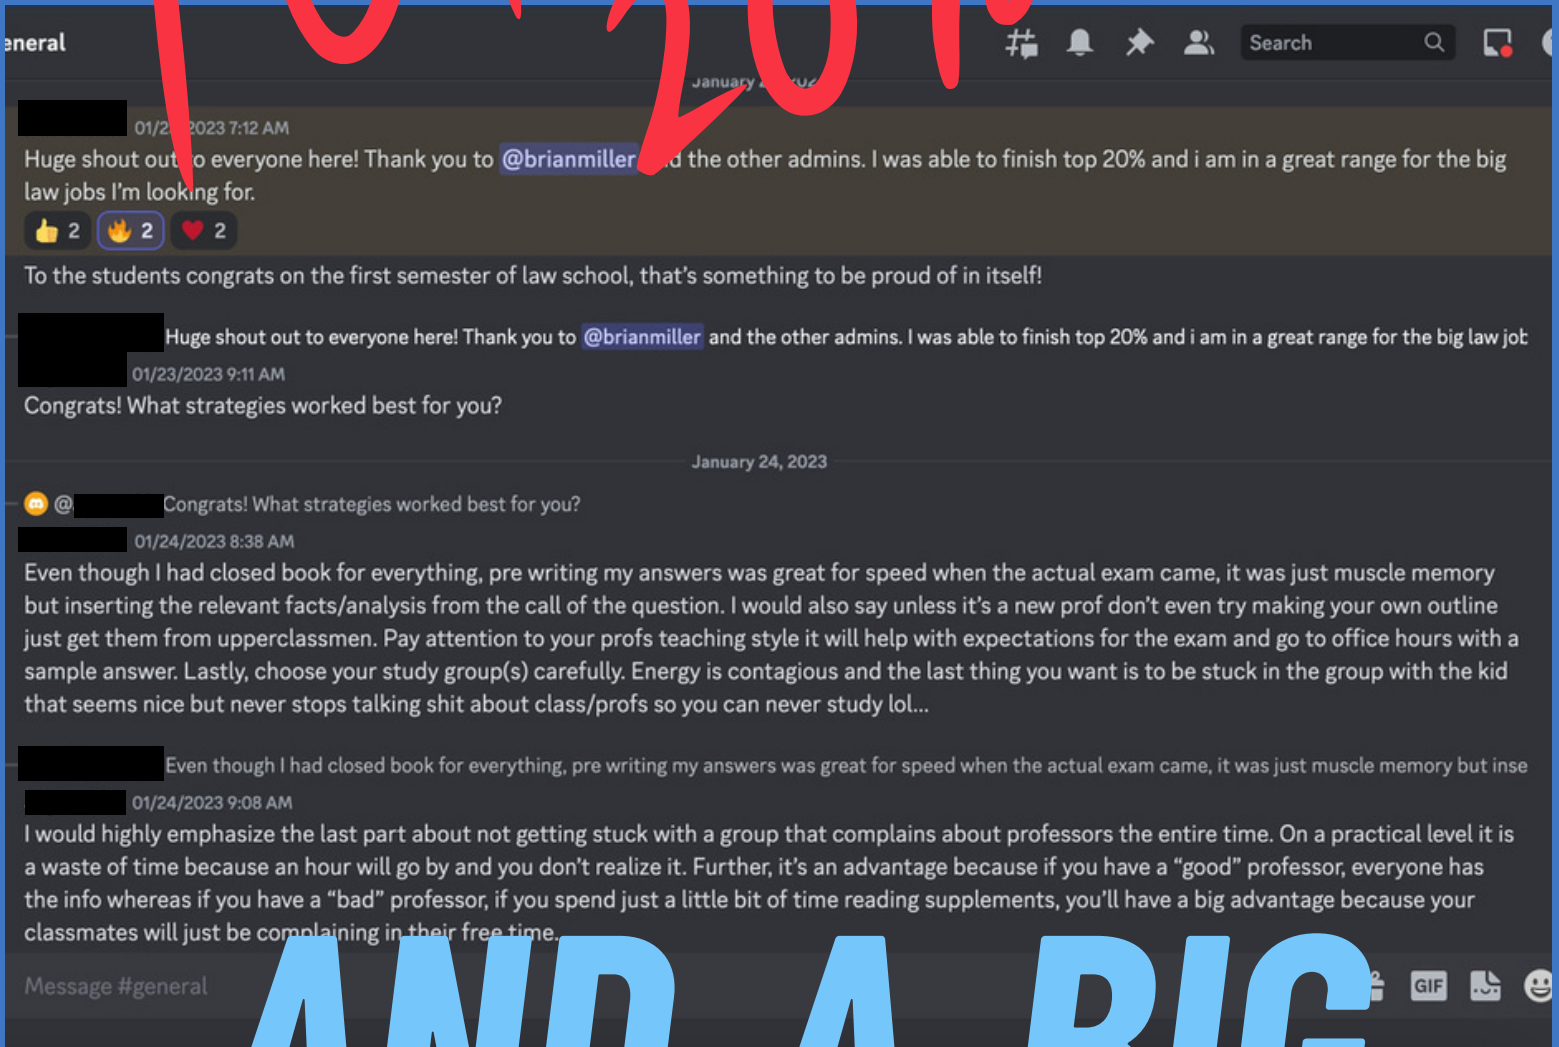 20%
eneral
Search
January
01/2 2023 7:12 AM
Huge shout out to everyone here! Thank you to @brianmiller and the other admins. I was able to finish top 20% and i am in a great range for the big
law jobs I'm looking for.
👍 2 🔥 2 ❤️ 2
To the students congrats on the first semester of law school, that's something to be proud of in itself!
Huge shout out to everyone here! Thank you to @brianmiller and the other admins. I was able to finish top 20% and i am in a great range for the big law job
01/23/2023 9:11 AM
Congrats! What strategies worked best for you?
January 24, 2023
@ Congrats! What strategies worked best for you?
01/24/2023 8:38 AM
Even though I had closed book for everything, pre writing my answers was great for speed when the actual exam came, it was just muscle memory
but inserting the relevant facts/analysis from the call of the question. I would also say unless it's a new prof don't even try making your own outline
just get them from upperclassmen. Pay attention to your profs teaching style it will help with expectations for the exam and go to office hours with a
sample answer. Lastly, choose your study group(s) carefully. Energy is contagious and the last thing you want is to be stuck in the group with the kid
that seems nice but never stops talking shit about class/profs so you can never study lol...
Even though I had closed book for everything, pre writing my answers was great for speed when the actual exam came, it was just muscle memory but inse
01/24/2023 9:08 AM
I would highly emphasize the last part about not getting stuck with a group that complains about professors the entire time. On a practical level it is
a waste of time because an hour will go by and you don't realize it. Further, it's an advantage because if you have a “good” professor, everyone has
the info whereas if you have a “bad” professor, if you spend just a little bit of time reading supplements, you'll have a big advantage because your
classmates will just be complaining in their free time.
Message #general
GIF
AND A BIG